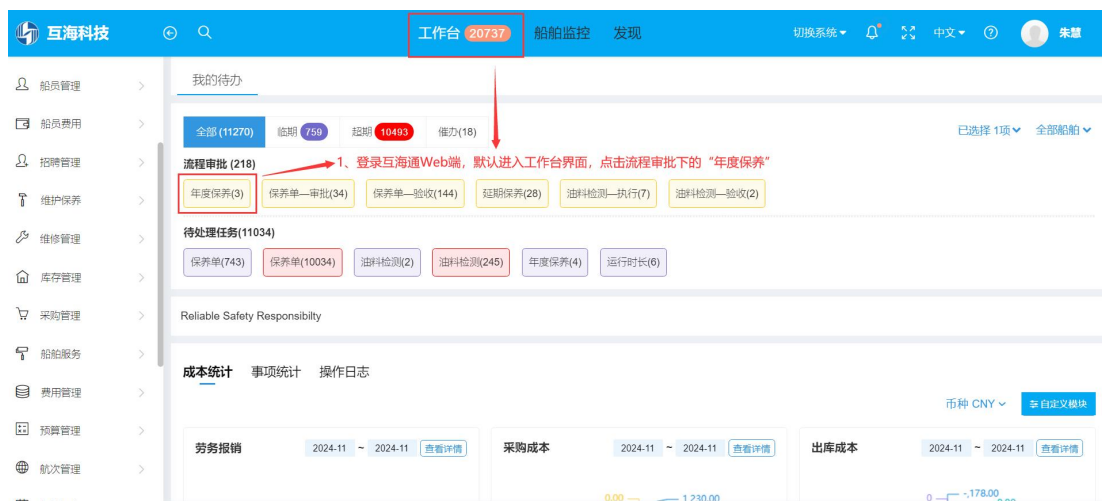 互海科技
工作台 20737 船舶监控 发现
切换系统 中文 朱慧
船员管理
船员费用
招聘管理
维护保养
维修管理
库存管理
采购管理
船舶服务
费用管理
预算管理
航次管理
我的待办
全部 (11270) 临期 759 超期 10493 催办(18)
已选择 1项 全部船舶
流程审批 (218)
1、登录互海通Web端，默认进入工作台界面，点击流程审批下的“年度保养”
年度保养(3) 保养单—审批(34) 保养单—验收(144) 延期保养(28) 油料检测—执行(7) 油料检测—验收(2)
待处理任务(11034)
保养单(743) 保养单(10034) 油料检测(2) 油料检测(245) 年度保养(4) 运行时长(6)
Reliable Safety Responsibilty
成本统计 事项统计 操作日志
币种 CNY 自定义模块
劳务报销 2024-11 ~ 2024-11 查看详情
采购成本 2024-11 ~ 2024-11 查看详情
出库成本 2024-11 ~ 2024-11 查看详情
0.00 1,230.00
0 -,178.00